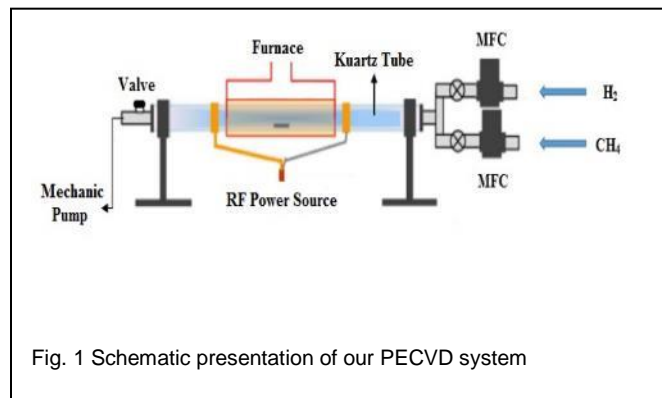 MFC
Furnace
Kuartz Tube
Valve
H₂
CH₄
Mechanic
Pump
RF Power Source
MFC
Fig. 1 Schematic presentation of our PECVD system